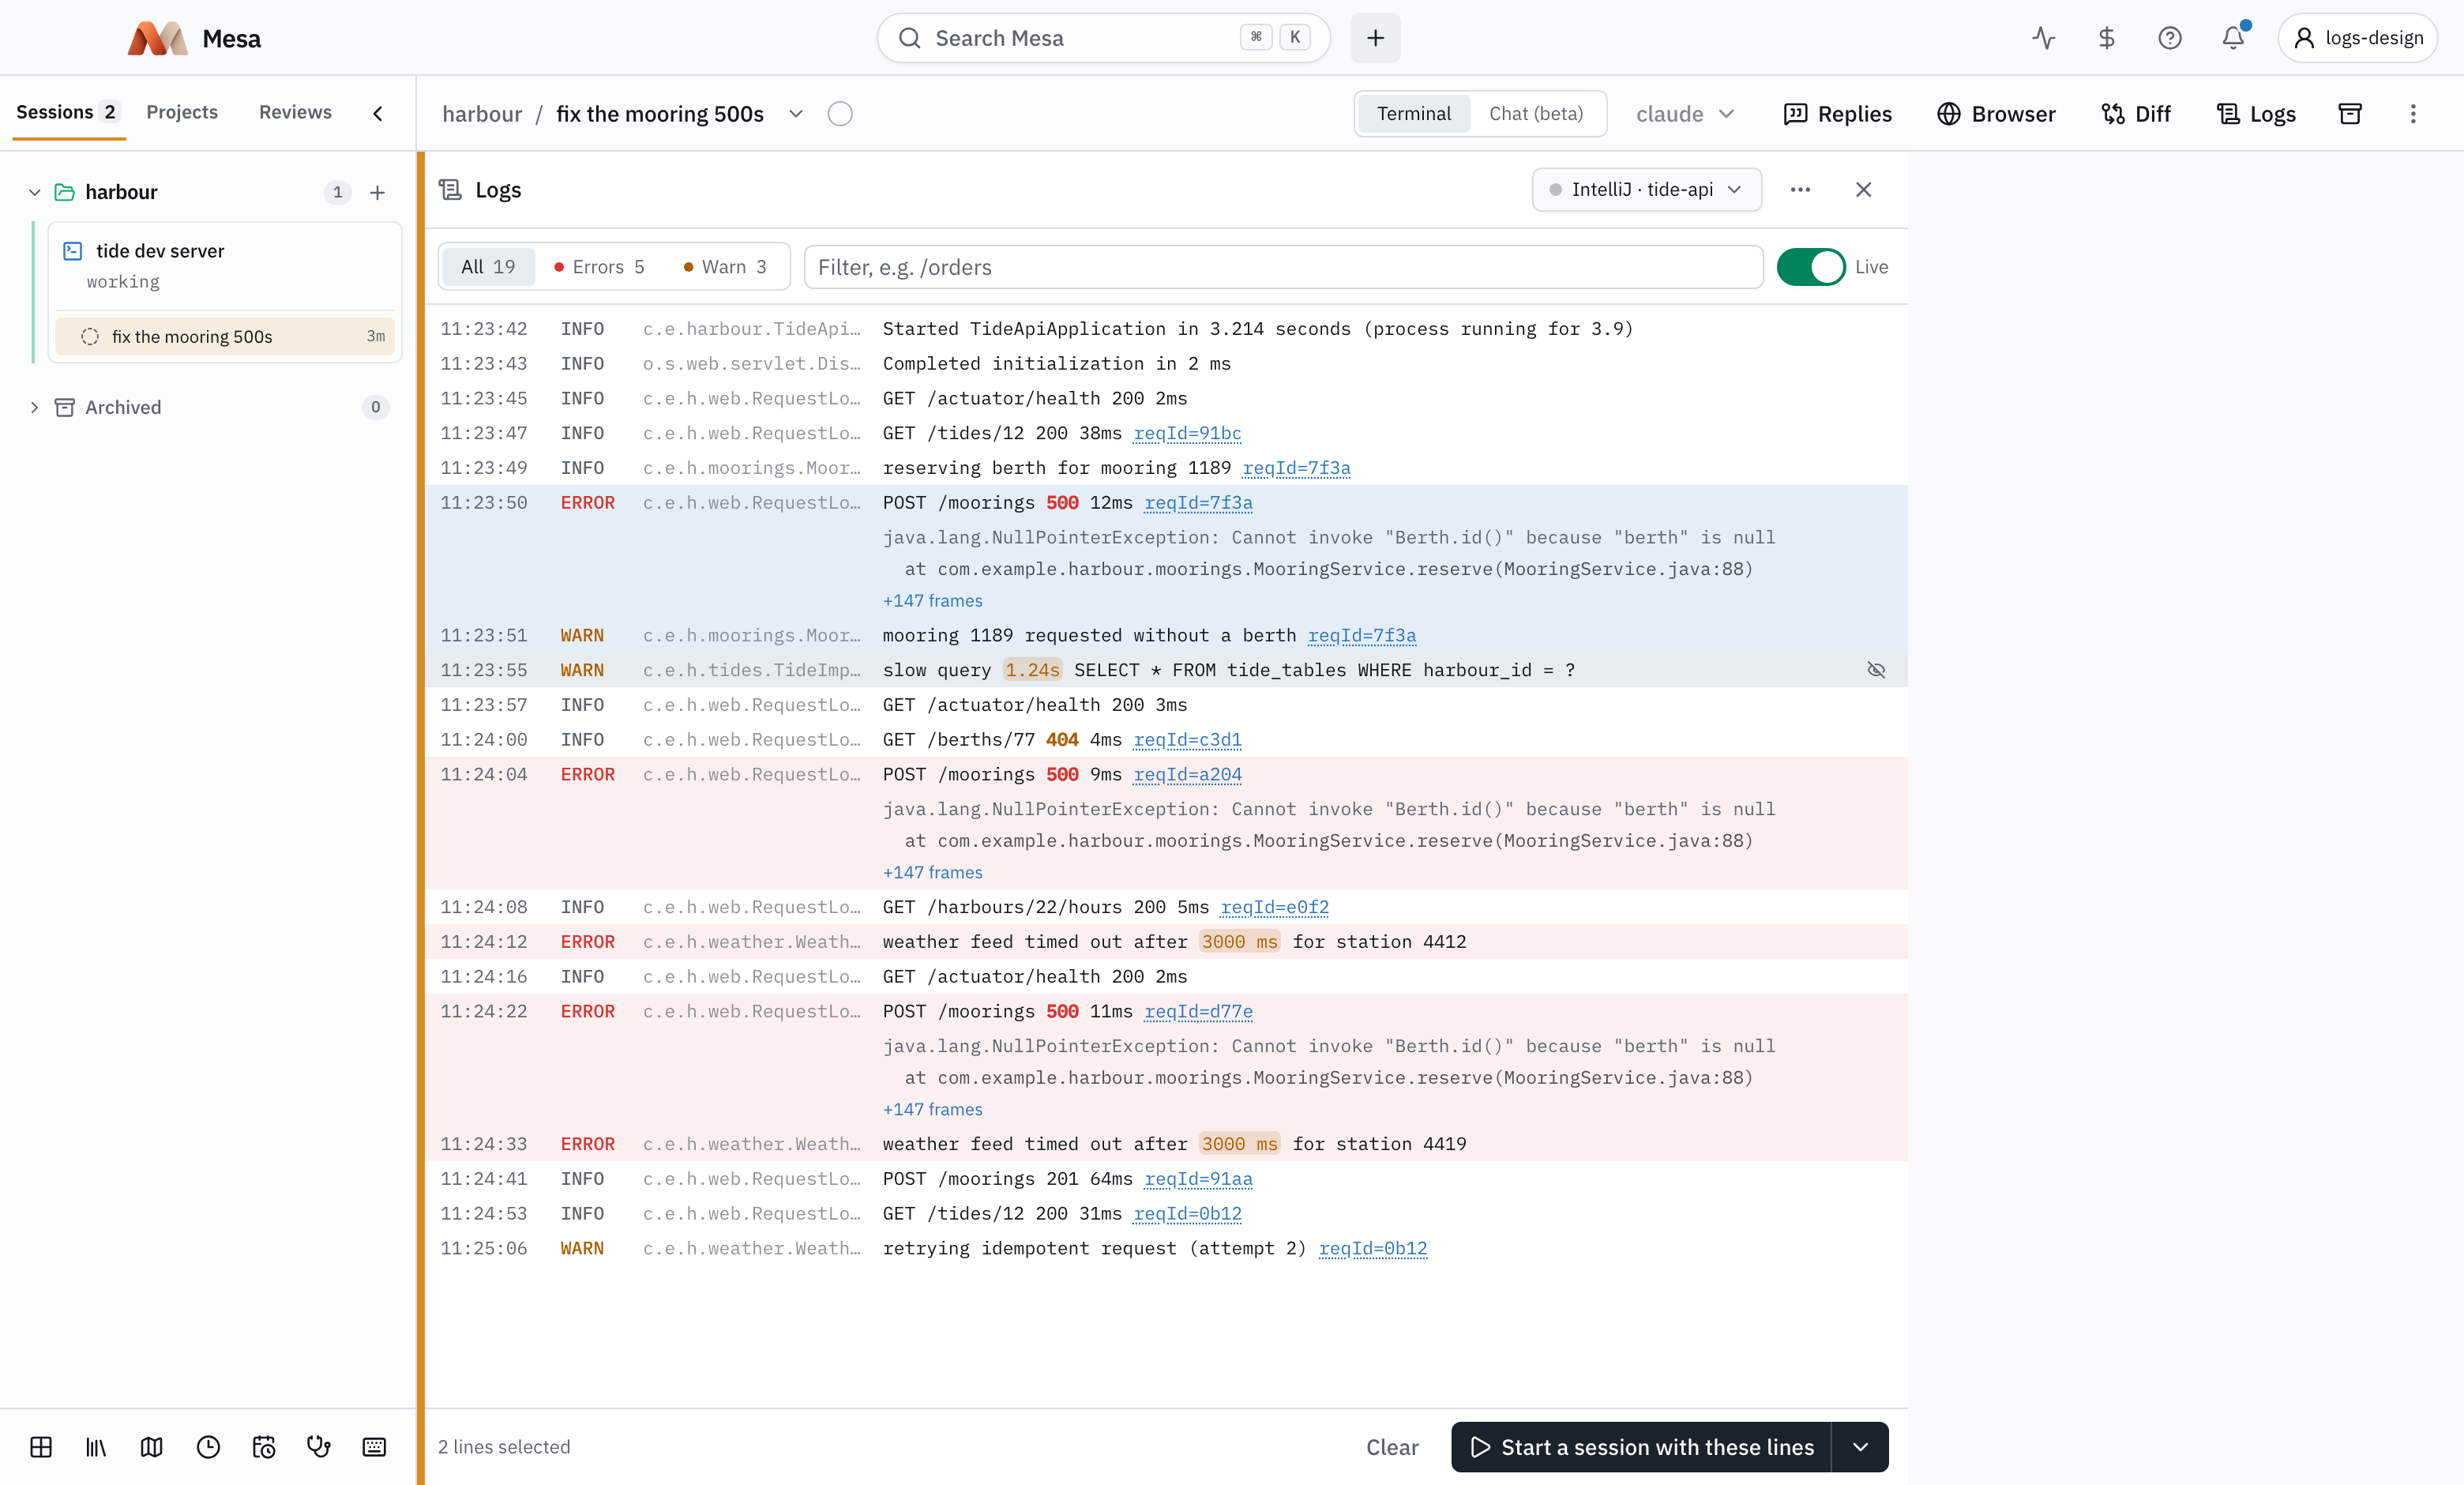 Mesa
Search Mesa
⌘ K
logs-design
Sessions 2 Projects Reviews
harbour / fix the mooring 500s
Terminal Chat (beta)
claude
Replies
Browser
Diff
Logs
harbour 1
tide dev server
working
fix the mooring 500s 3m
Archived 0
Logs
IntelliJ · tide-api
All 19 Errors 5 Warn 3
Filter, e.g. /orders
Live
11:23:42 INFO c.e.harbour.TideApi… Started TideApiApplication in 3.214 seconds (process running for 3.9)
11:23:43 INFO o.s.web.servlet.Dis… Completed initialization in 2 ms
11:23:45 INFO c.e.h.web.RequestLo… GET /actuator/health 200 2ms
11:23:47 INFO c.e.h.web.RequestLo… GET /tides/12 200 38ms reqId=91bc
11:23:49 INFO c.e.h.moorings.Moor… reserving berth for mooring 1189 reqId=7f3a
11:23:50 ERROR c.e.h.web.RequestLo… POST /moorings 500 12ms reqId=7f3a
java.lang.NullPointerException: Cannot invoke "Berth.id()" because "berth" is null
at com.example.harbour.moorings.MooringService.reserve(MooringService.java:88)
+147 frames
11:23:51 WARN c.e.h.moorings.Moor… mooring 1189 requested without a berth reqId=7f3a
11:23:55 WARN c.e.h.tides.TideImp… slow query 1.24s SELECT * FROM tide_tables WHERE harbour_id = ?
11:23:57 INFO c.e.h.web.RequestLo… GET /actuator/health 200 3ms
11:24:00 INFO c.e.h.web.RequestLo… GET /berths/77 404 4ms reqId=c3d1
11:24:04 ERROR c.e.h.web.RequestLo… POST /moorings 500 9ms reqId=a204
java.lang.NullPointerException: Cannot invoke "Berth.id()" because "berth" is null
at com.example.harbour.moorings.MooringService.reserve(MooringService.java:88)
+147 frames
11:24:08 INFO c.e.h.web.RequestLo… GET /harbours/22/hours 200 5ms reqId=e0f2
11:24:12 ERROR c.e.h.weather.Weath… weather feed timed out after 3000 ms for station 4412
11:24:16 INFO c.e.h.web.RequestLo… GET /actuator/health 200 2ms
11:24:22 ERROR c.e.h.web.RequestLo… POST /moorings 500 11ms reqId=d77e
java.lang.NullPointerException: Cannot invoke "Berth.id()" because "berth" is null
at com.example.harbour.moorings.MooringService.reserve(MooringService.java:88)
+147 frames
11:24:33 ERROR c.e.h.weather.Weath… weather feed timed out after 3000 ms for station 4419
11:24:41 INFO c.e.h.web.RequestLo… POST /moorings 201 64ms reqId=91aa
11:24:53 INFO c.e.h.web.RequestLo… GET /tides/12 200 31ms reqId=0b12
11:25:06 WARN c.e.h.weather.Weath… retrying idempotent request (attempt 2) reqId=0b12
2 lines selected
Clear
Start a session with these lines